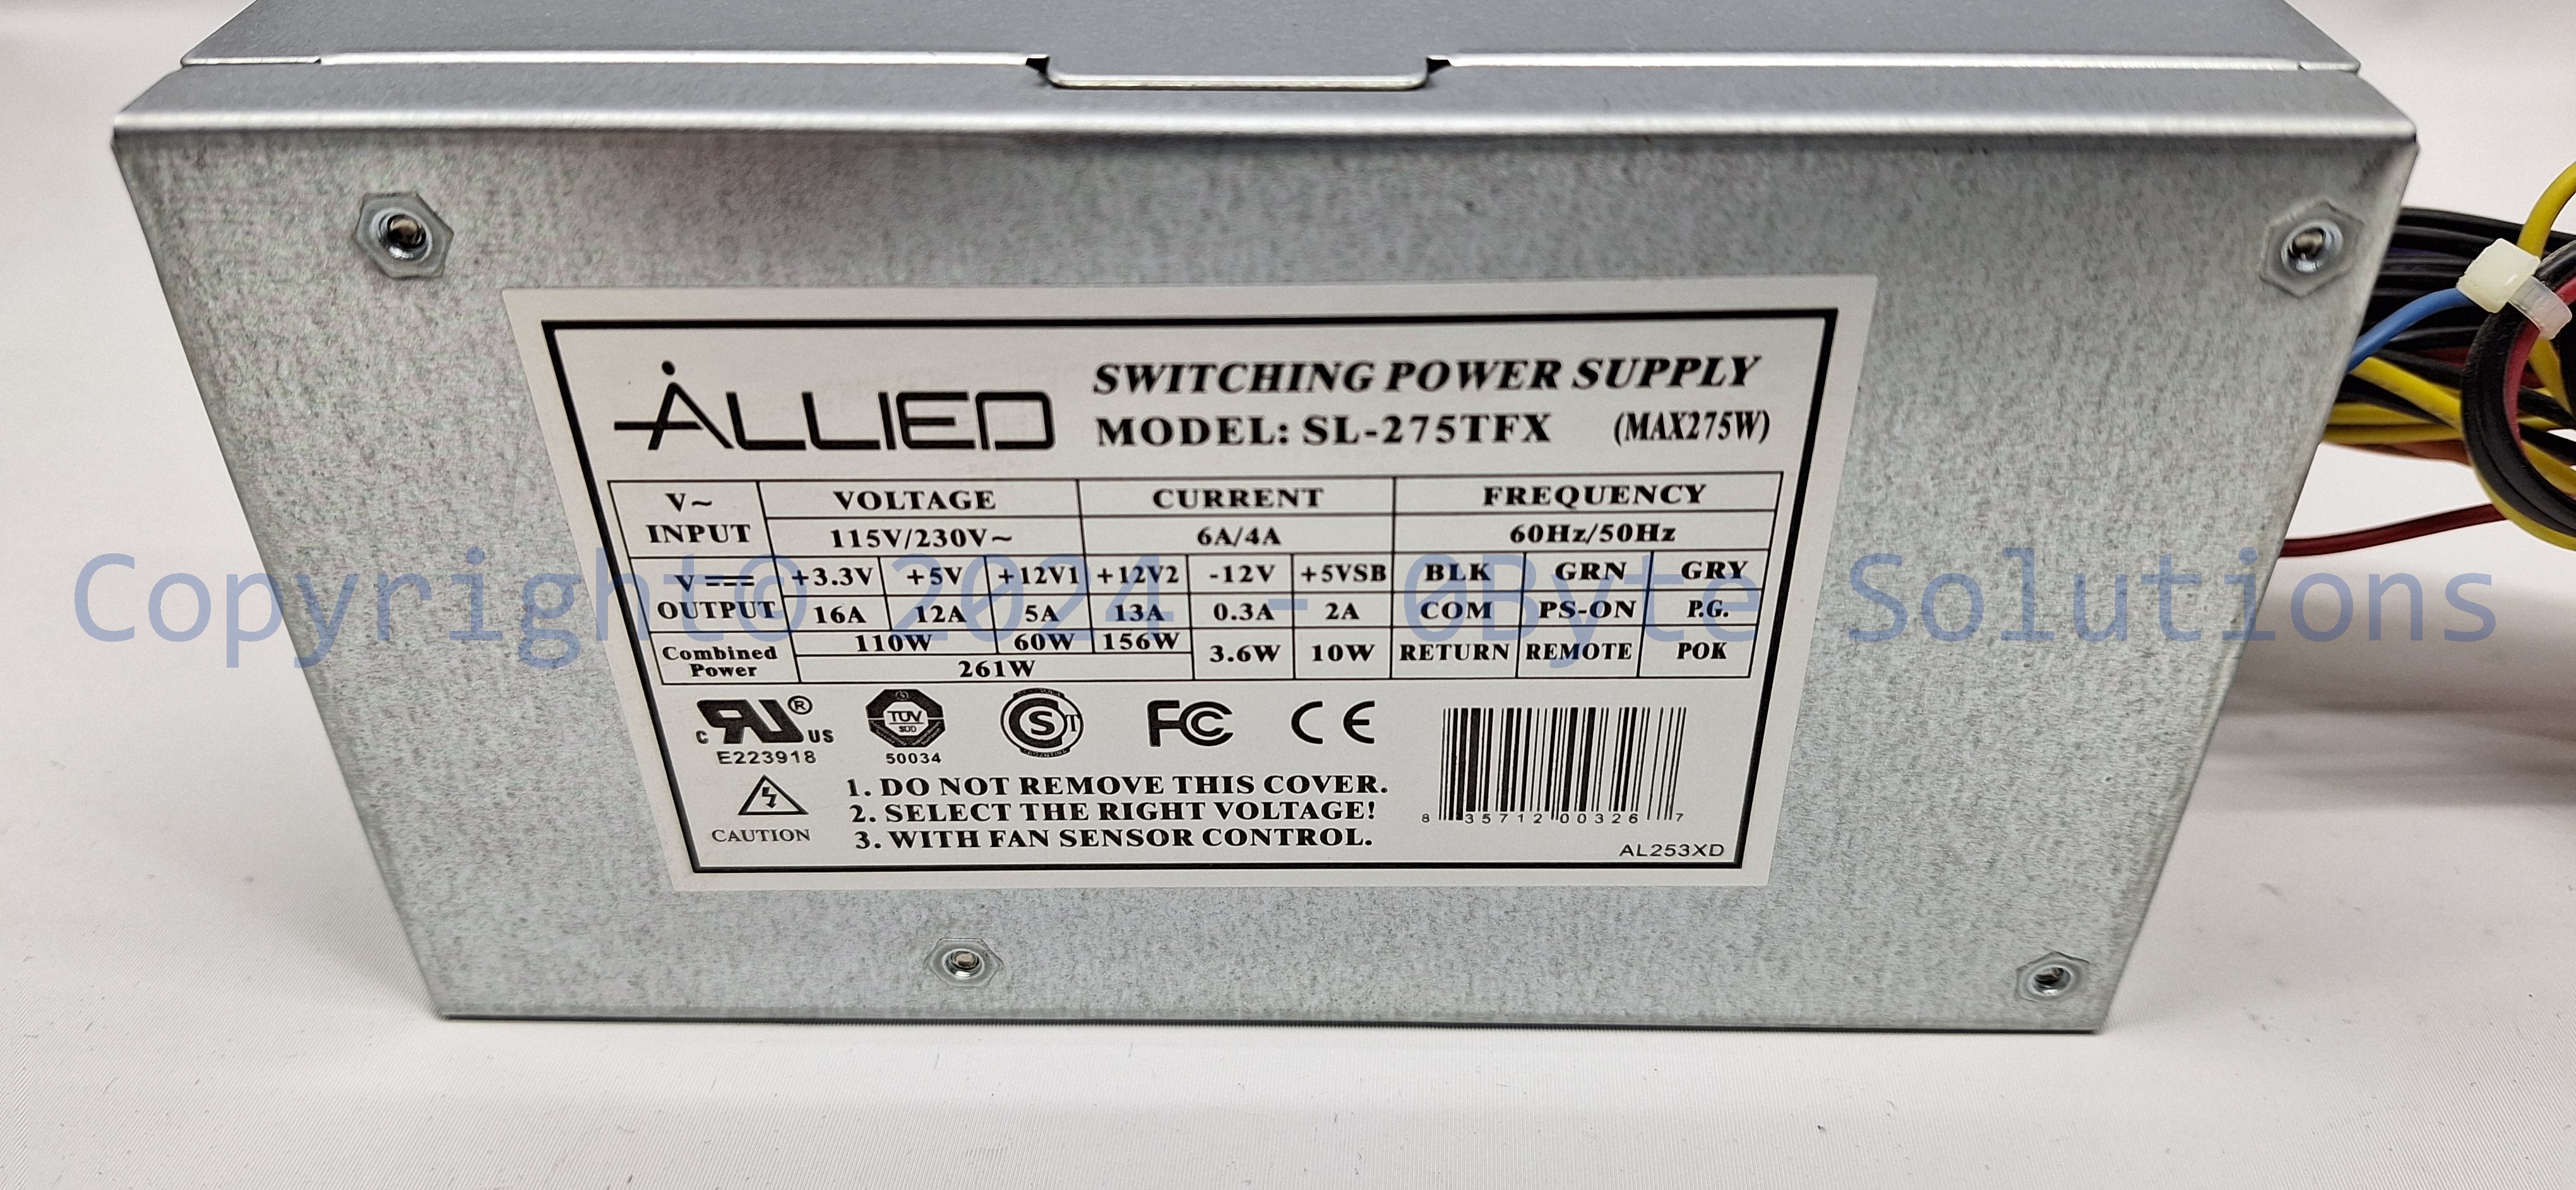 ALLIED
SWITCHING POWER SUPPLY
MODEL: SL-275TFX (MAX275W)
V~ INPUT VOLTAGE CURRENT FREQUENCY
115V/230V~ 6A/4A 60Hz/50Hz
V=== OUTPUT +3.3V +5V +12V1 +12V2 -12V +5VSB BLK GRN GRY
16A 12A 5A 13A 0.3A 2A COM PS-ON P.G.
Combined Power 110W 60W 156W 3.6W 10W RETURN REMOTE POK
261W
Copyright© 2024 - 0Byte Solutions
C RU ® US TUV SUD S T FC CE
E223918 50034
1. DO NOT REMOVE THIS COVER.
2. SELECT THE RIGHT VOLTAGE!
3. WITH FAN SENSOR CONTROL.
CAUTION
8 35712 00326 7
AL253XD